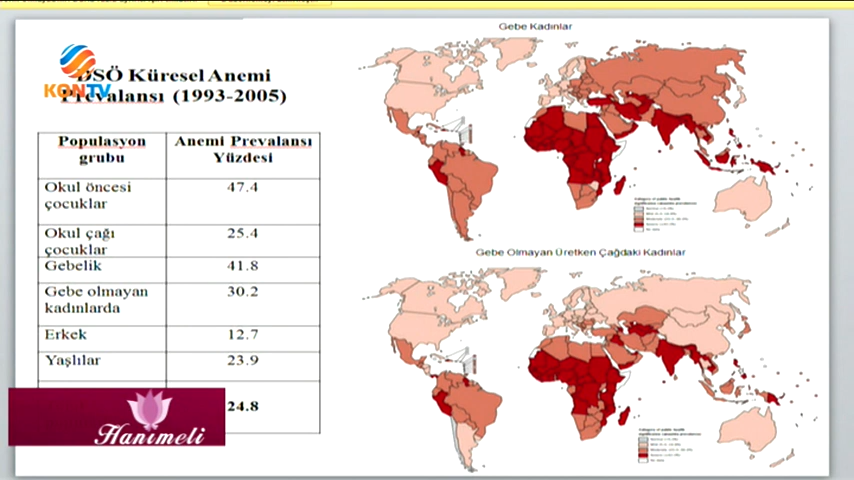 Gebe Kadınlar
DSÖ Küresel Anemi
Prevalansı (1993-2005)
KONTV
Populasyon grubu
Anemi Prevalansı Yüzdesi
Okul öncesi çocuklar
47.4
Okul çağı çocuklar
25.4
Gebelik
41.8
Gebe olmayan kadınlarda
30.2
Erkek
12.7
Yaşlılar
23.9
24.8
Gebe Olmayan Üretken Çağdaki Kadınlar
Hanımeli